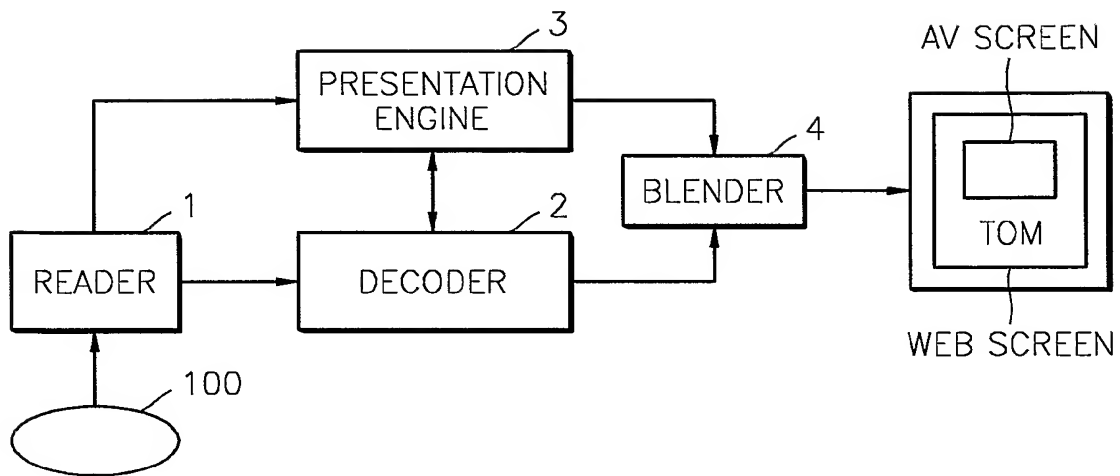 3
PRESENTATION
ENGINE
AV SCREEN
4
BLENDER
1
READER
2
DECODER
TOM
WEB SCREEN
100